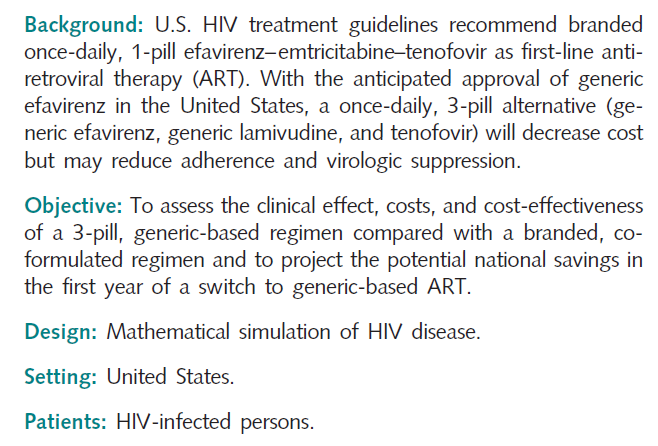 Background: U.S. HIV treatment guidelines recommend branded
once-daily, 1-pill efavirenz–emtricitabine–tenofovir as first-line anti-
retroviral therapy (ART). With the anticipated approval of generic
efavirenz in the United States, a once-daily, 3-pill alternative (ge-
neric efavirenz, generic lamivudine, and tenofovir) will decrease cost
but may reduce adherence and virologic suppression.
Objective: To assess the clinical effect, costs, and cost-effectiveness
of a 3-pill, generic-based regimen compared with a branded, co-
formulated regimen and to project the potential national savings in
the first year of a switch to generic-based ART.
Design: Mathematical simulation of HIV disease.
Setting: United States.
Patients: HIV-infected persons.